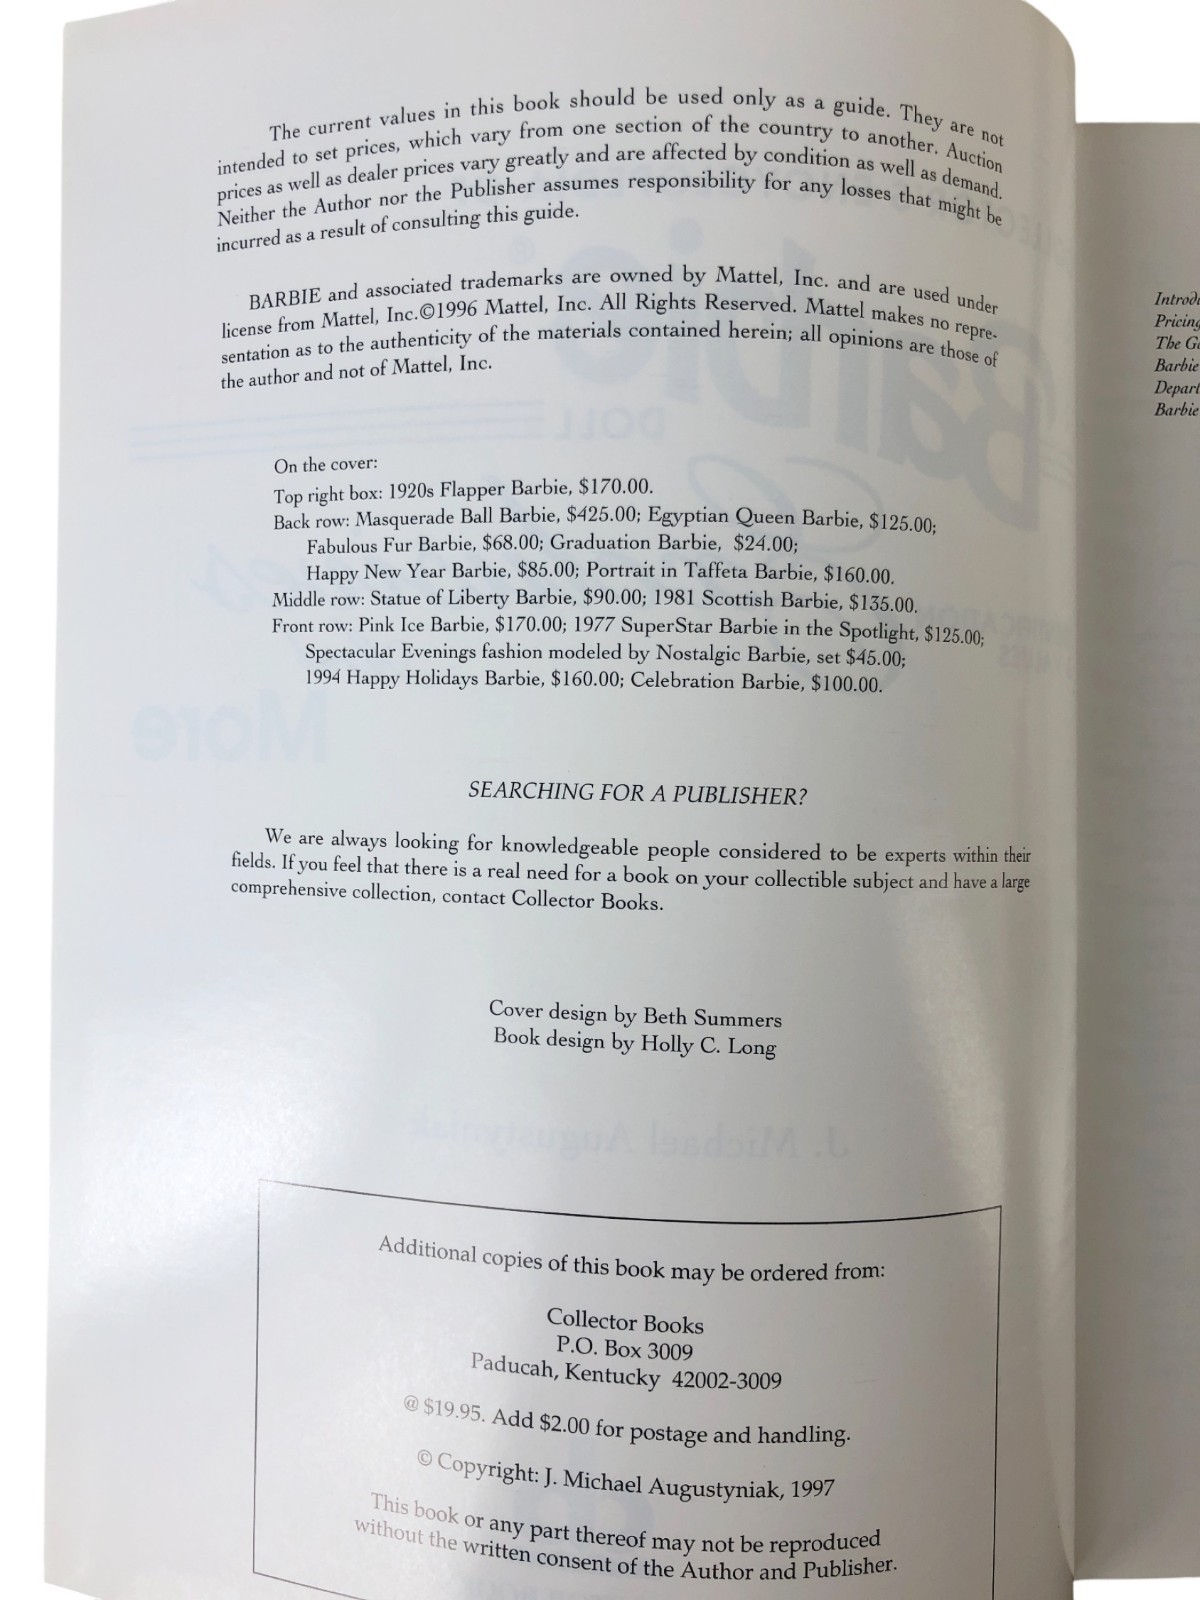 The current values in this book should be used only as a guide. They are not
intended to set prices, which vary from one section of the country to another. Auction
prices as well as dealer prices vary greatly and are affected by condition as well as demand.
Neither the Author nor the Publisher assumes responsibility for any losses that might be
incurred as a result of consulting this guide.
BARBIE and associated trademarks are owned by Mattel, Inc. and are used under
license from Mattel, Inc.©1996 Mattel, Inc. All Rights Reserved. Mattel makes no repre-
sentation as to the authenticity of the materials contained herein; all opinions are those of
the author and not of Mattel, Inc.
On the cover:
Top right box: 1920s Flapper Barbie, $170.00.
Back row: Masquerade Ball Barbie, $425.00; Egyptian Queen Barbie, $125.00;
Fabulous Fur Barbie, $68.00; Graduation Barbie, $24.00;
Happy New Year Barbie, $85.00; Portrait in Taffeta Barbie, $160.00.
Middle row: Statue of Liberty Barbie, $90.00; 1981 Scottish Barbie, $135.00.
Front row: Pink Ice Barbie, $170.00; 1977 SuperStar Barbie in the Spotlight, $125.00;
Spectacular Evenings fashion modeled by Nostalgic Barbie, set $45.00;
1994 Happy Holidays Barbie, $160.00; Celebration Barbie, $100.00.
SEARCHING FOR A PUBLISHER?
We are always looking for knowledgeable people considered to be experts within their
fields. If you feel that there is a real need for a book on your collectible subject and have a large
comprehensive collection, contact Collector Books.
Cover design by Beth Summers
Book design by Holly C. Long
Additional copies of this book may be ordered from:
Collector Books
P.O. Box 3009
Paducah, Kentucky 42002-3009
@ $19.95. Add $2.00 for postage and handling.
© Copyright: J. Michael Augustyniak, 1997
This book or any part thereof may not be reproduced
without the written consent of the Author and Publisher.
Pricing
The
Barbie
Barbie